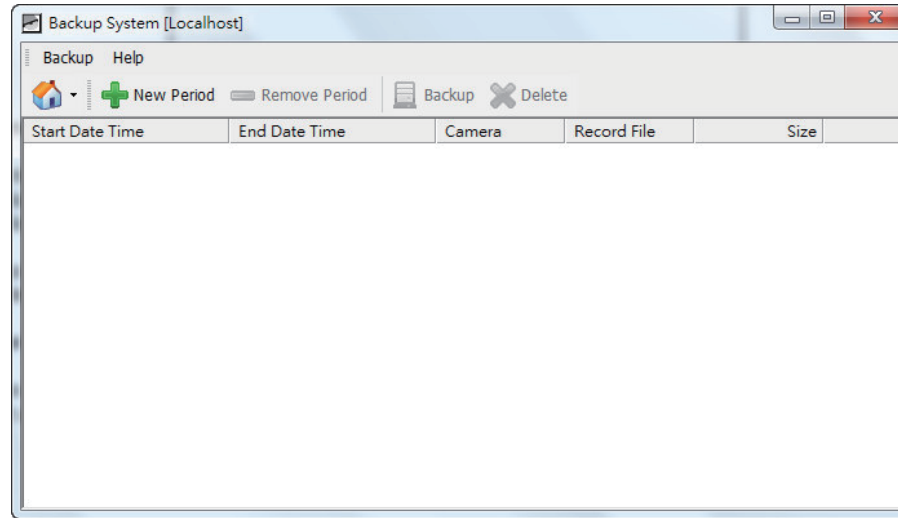 Backup System [Localhost]
Backup Help
New Period Remove Period Backup Delete
Start Date Time End Date Time Camera Record File Size